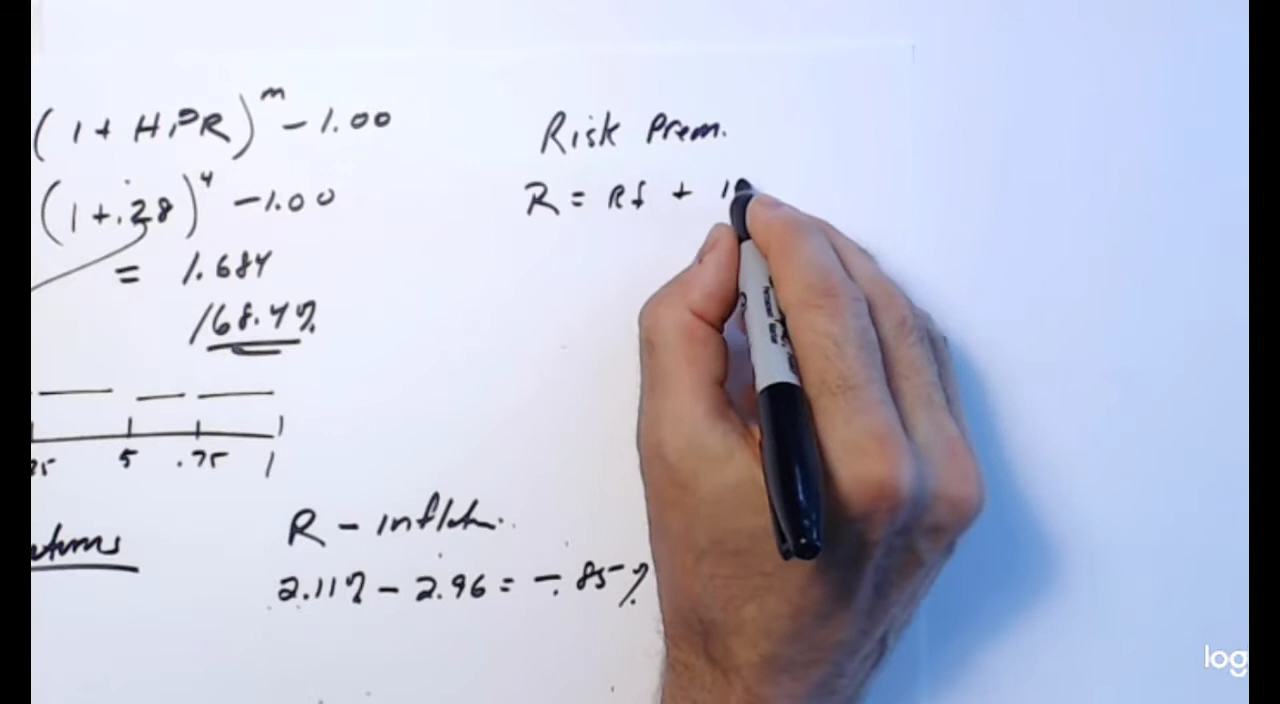 (1 + HPR)^m - 1.00
(1 + .28)^4 - 1.00
= 1.684
168.4%
5 .75 1
R - inflatn.
2.11% - 2.96 = -.85%
Risk Prem.
R = Rf +
log